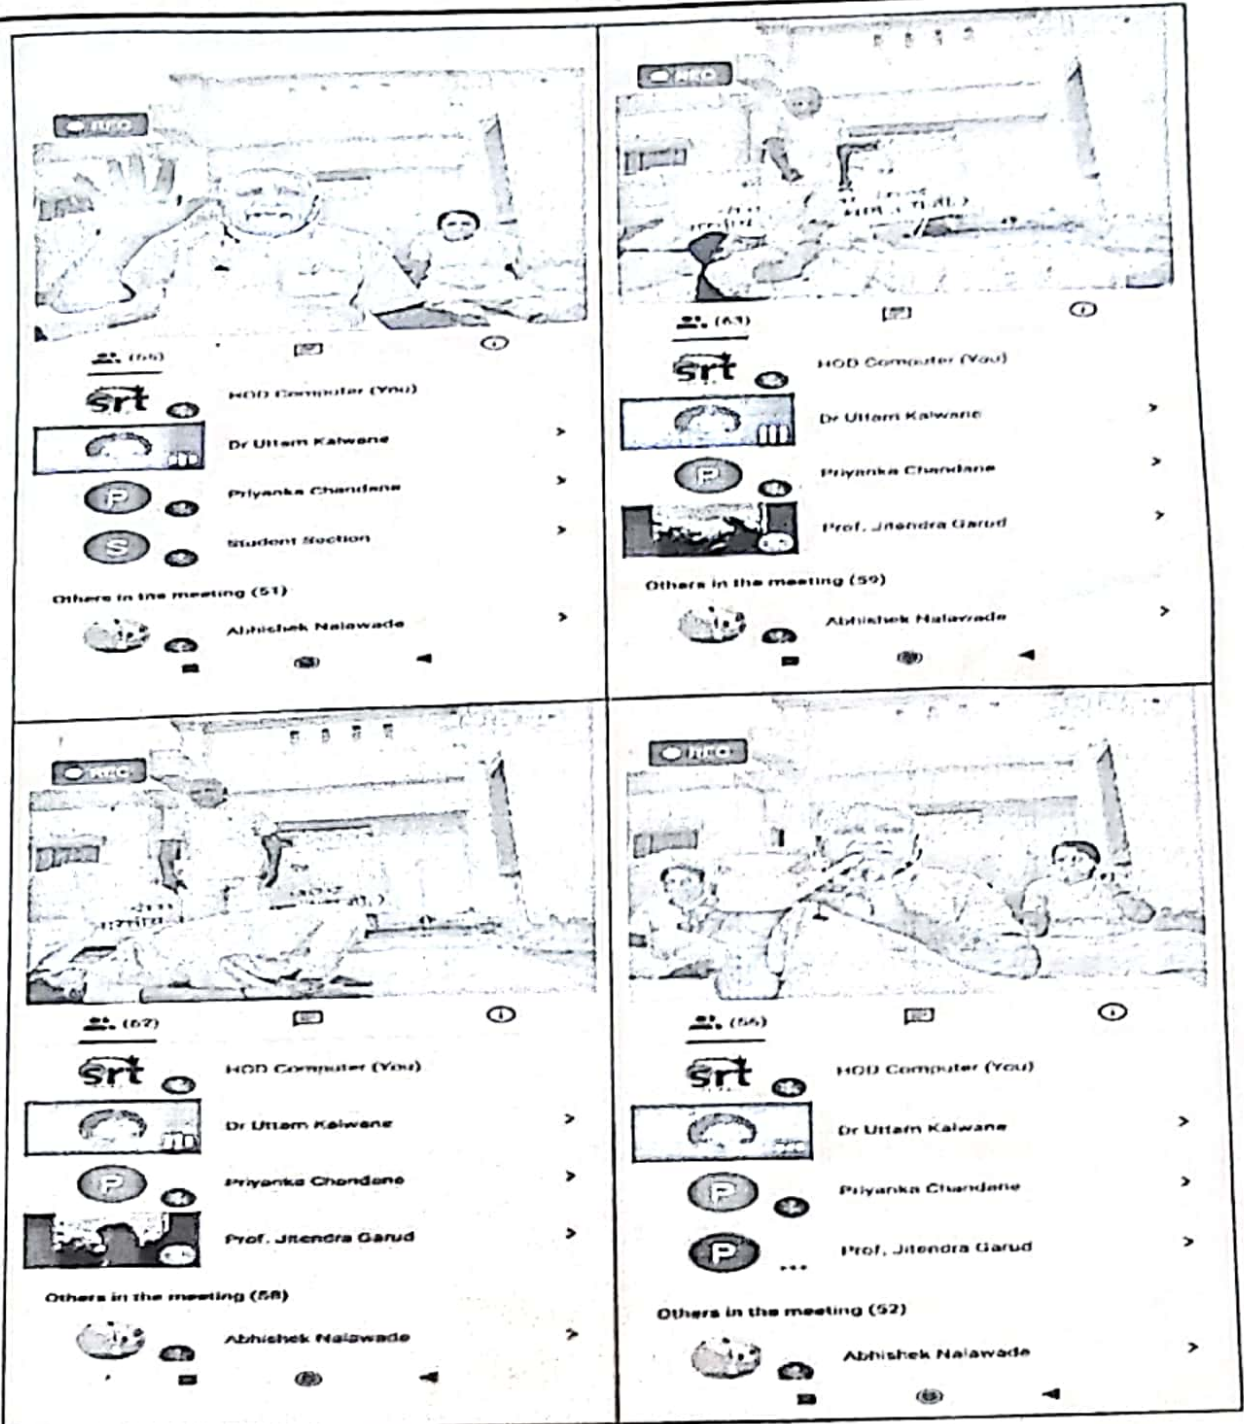 REC
(55)
srt
HOD Computer (You)
Dr Uttam Kalwane
P
Priyanka Chandane
S
Student Section
Others in the meeting (51)
Abhishek Nalawade
REC
(63)
srt
HOD Computer (You)
Dr Uttam Kalwane
P
Priyanka Chandane
Prof. Jitendra Garud
Others in the meeting (59)
Abhishek Nalawade
REC
(62)
srt
HOD Computer (You)
Dr Uttam Kalwane
P
Priyanka Chandane
Prof. Jitendra Garud
Others in the meeting (58)
Abhishek Nalawade
REC
(56)
srt
HOD Computer (You)
Dr Uttam Kalwane
P
Priyanka Chandane
P
Prof. Jitendra Garud
Others in the meeting (52)
Abhishek Nalawade